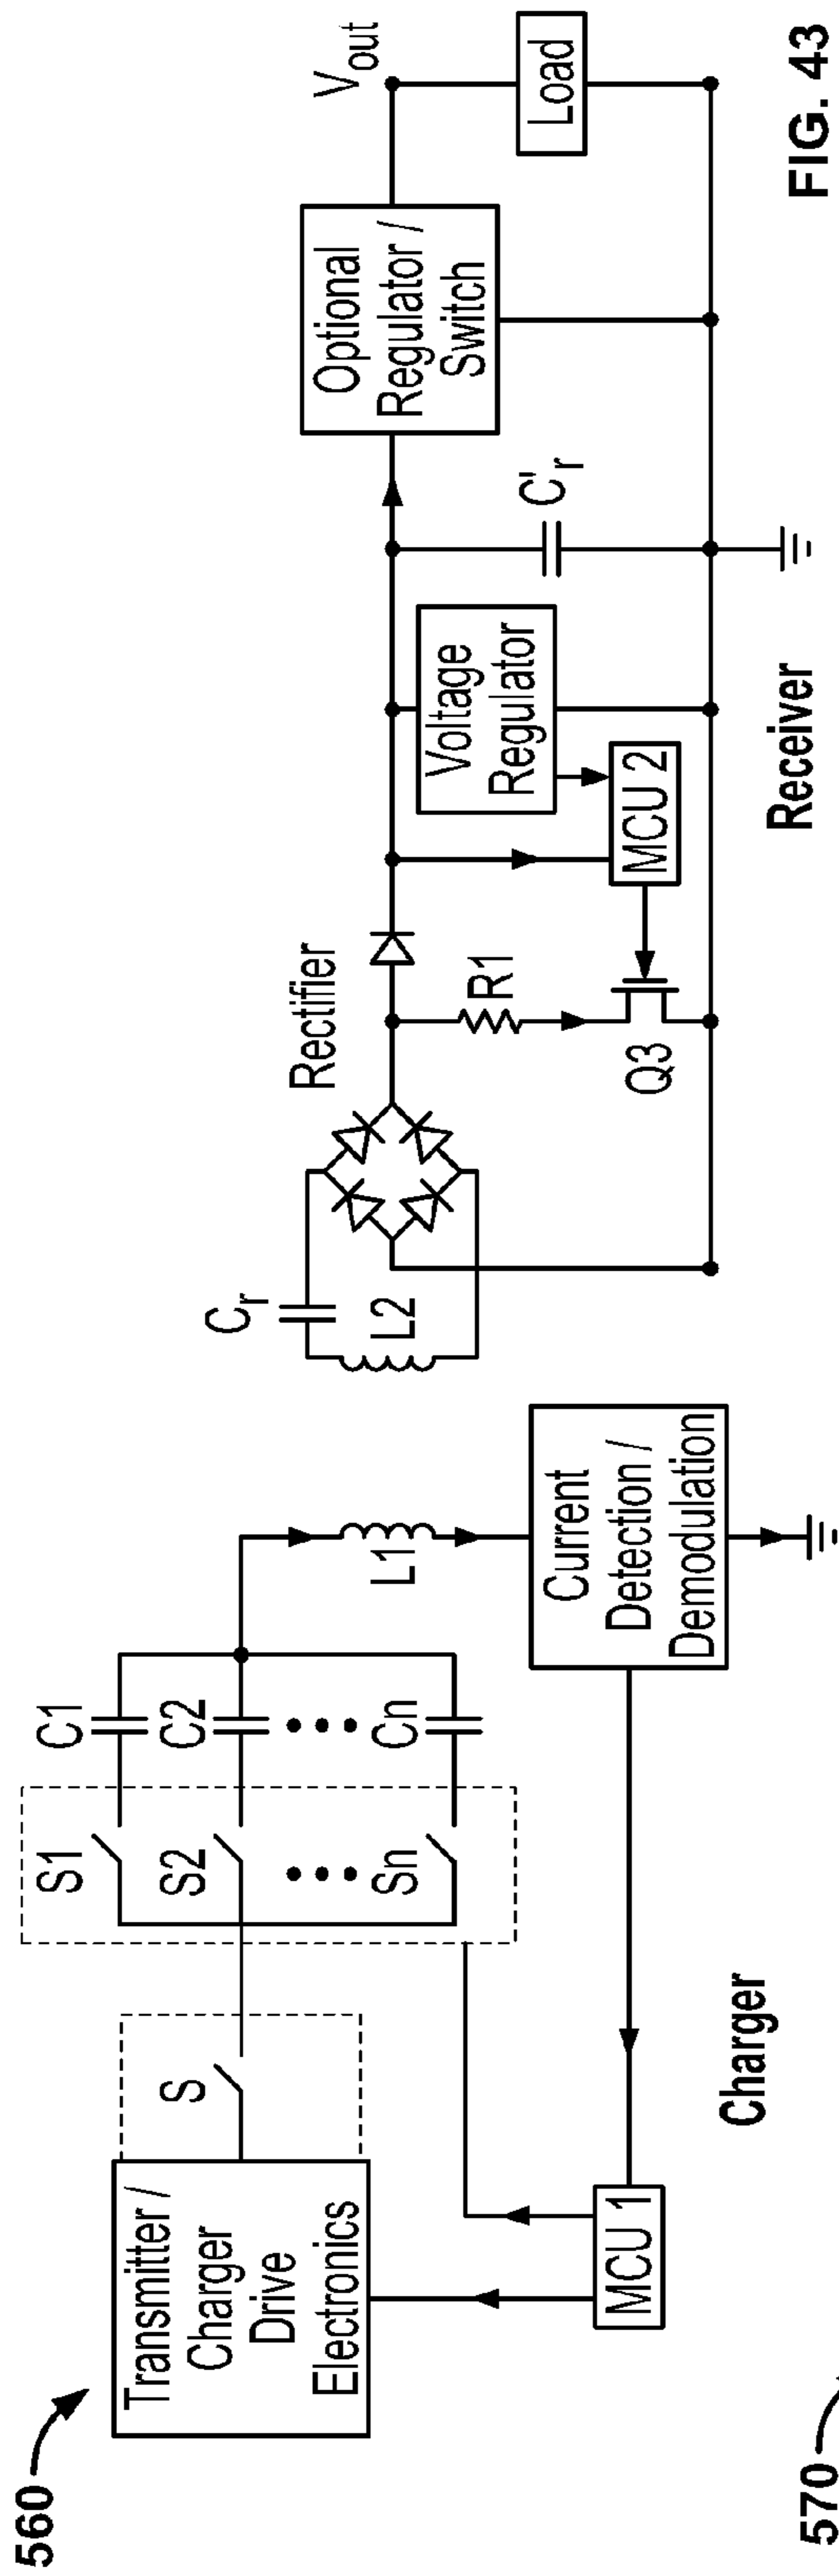 560
Transmitter /
Charger
Drive
Electronics
S
S1
S2
Sn
C1
C2
Cn
L1
Current
Detection /
Demodulation
MCU 1
Charger
Cr
L2
Rectifier
R1
Q3
Voltage
Regulator
MCU 2
C'r
Optional
Regulator /
Switch
Vout
Load
Receiver
FIG. 43
570